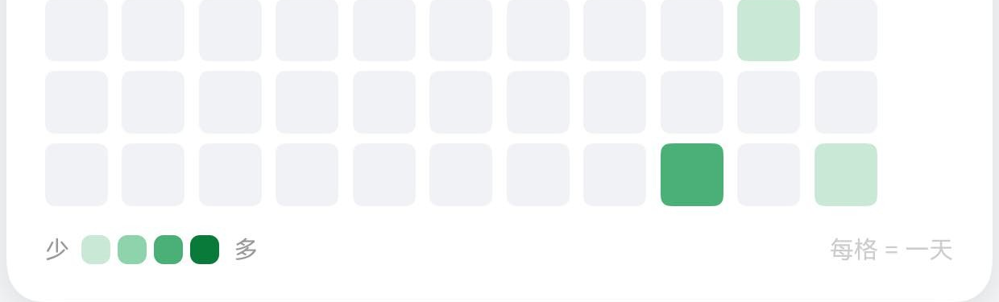 少 多 每格 = 一天